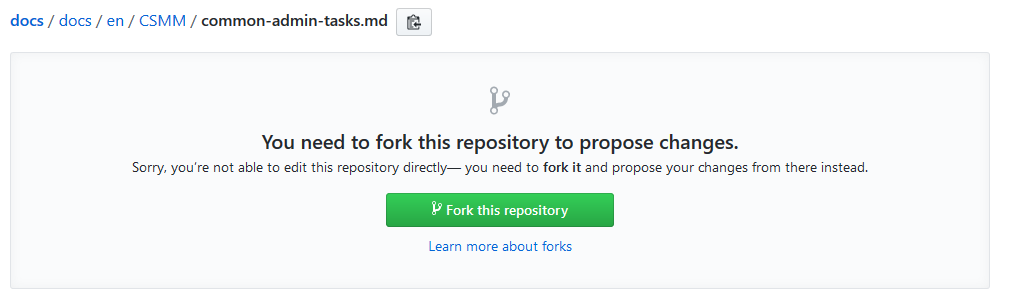 docs / docs / en / CSMM / common-admin-tasks.md
You need to fork this repository to propose changes.
Sorry, you're not able to edit this repository directly— you need to fork it and propose your changes from there instead.
Fork this repository
Learn more about forks